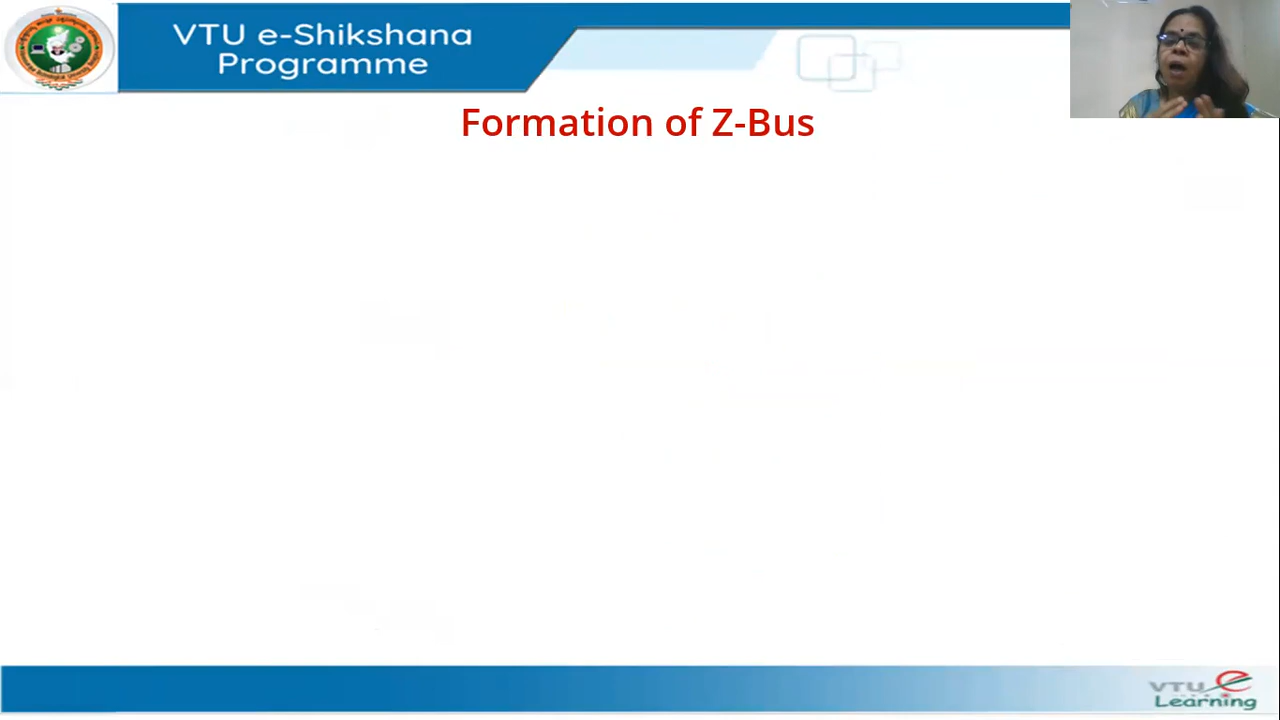 VTU e-Shikshana
Programme
Formation of Z-Bus
VTU e
Learning